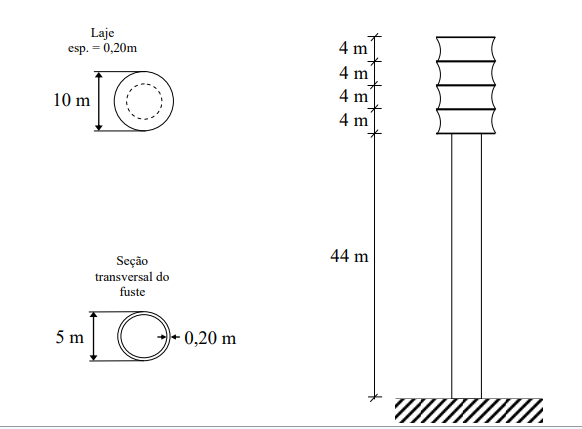 Laje
esp. = 0,20m
10 m
Seção
transversal do
fuste
5 m
0,20 m
4 m
4 m
4 m
4 m
44 m